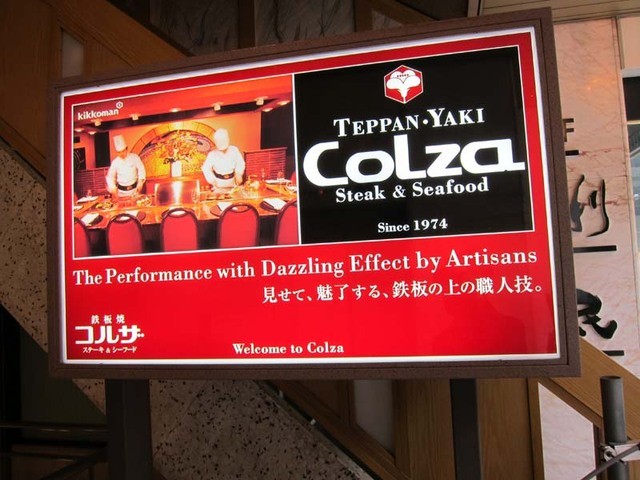 kikkoman
TEPPAN・YAKI
Colza
Steak & Seafood
Since 1974
The Performance with Dazzling Effect by Artisans
見せて、魅了する、鉄板の上の職人技。
鉄板焼
コルザ
ステーキ&シーフード
Welcome to Colza